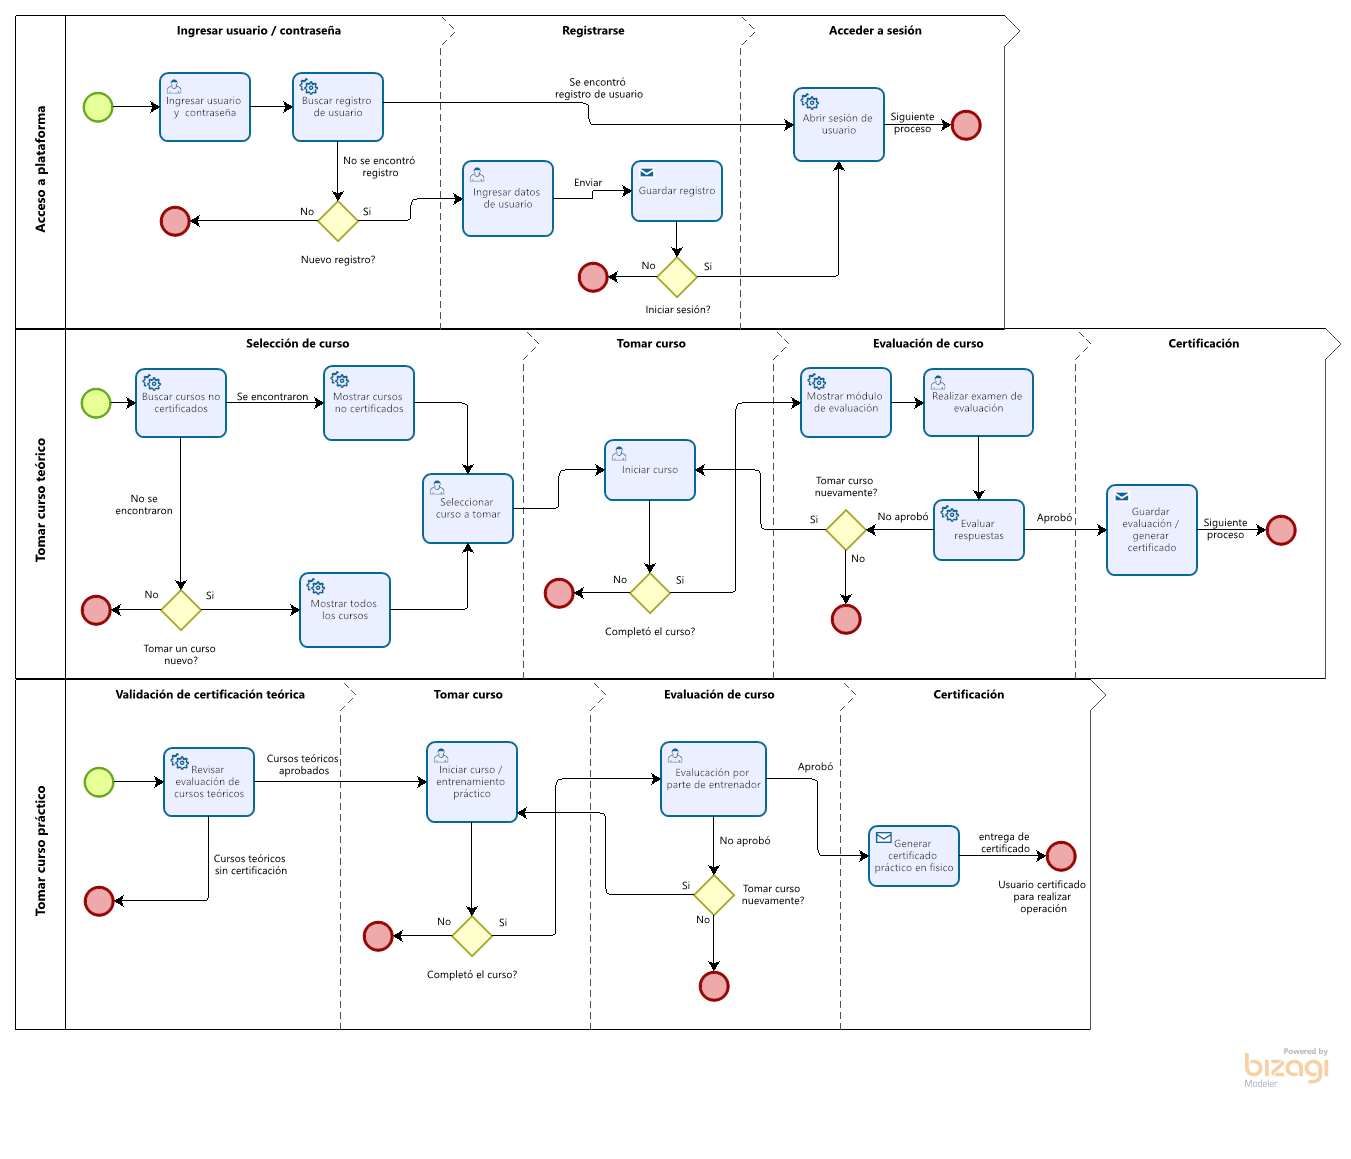 Acceso a plataforma
Ingresar usuario / contraseña
Registrarse
Acceder a sesión
Ingresar usuario
y contraseña
Buscar registro
de usuario
Se encontró
registro de usuario
Abrir sesión de
usuario
Siguiente
proceso
No se encontró
registro
No
Si
Nuevo registro?
Ingresar datos
de usuario
Enviar
Guardar registro
No
Si
Iniciar sesión?
Tomar curso teórico
Selección de curso
Tomar curso
Evaluación de curso
Certificación
Buscar cursos no
certificados
Se encontraron
Mostrar cursos
no certificados
No se
encontraron
Seleccionar
curso a tomar
No
Si
Tomar un curso
nuevo?
Mostrar todos
los cursos
Iniciar curso
No
Si
Completó el curso?
Mostrar módulo
de evaluación
Realizar examen de
evaluación
Tomar curso
nuevamente?
Si
No aprobó
No
Evaluar
respuestas
Aprobó
Guardar
evaluación /
generar
certificado
Siguiente
proceso
Tomar curso práctico
Validación de certificación teórica
Tomar curso
Evaluación de curso
Certificación
Revisar
evaluación de
cursos teóricos
Cursos teóricos
aprobados
Cursos teóricos
sin certificación
Iniciar curso /
entrenamiento
práctico
No
Si
Completó el curso?
Evalucación por
parte de entrenador
Aprobó
No aprobó
Si
Tomar curso
nuevamente?
No
Generar
certificado
práctico en fisico
entrega de
certificado
Usuario certificado
para realizar
operación
Powered by
bizagi
Modeler